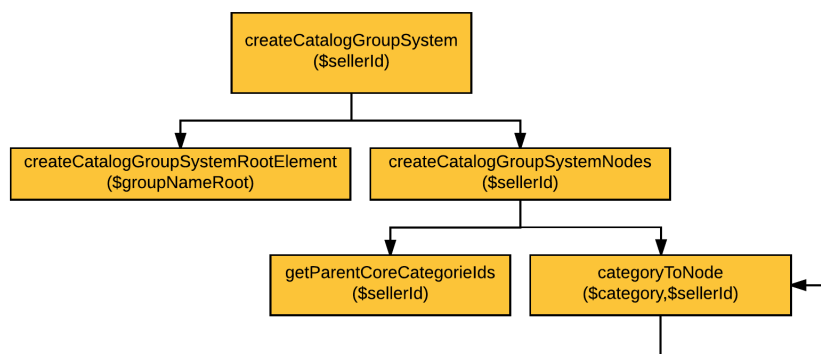 createCatalogGroupSystem
($sellerId)
createCatalogGroupSystemRootElement
($groupNameRoot)
createCatalogGroupSystemNodes
($sellerId)
getParentCoreCategorieIds
($sellerId)
categoryToNode
($category,$sellerId)